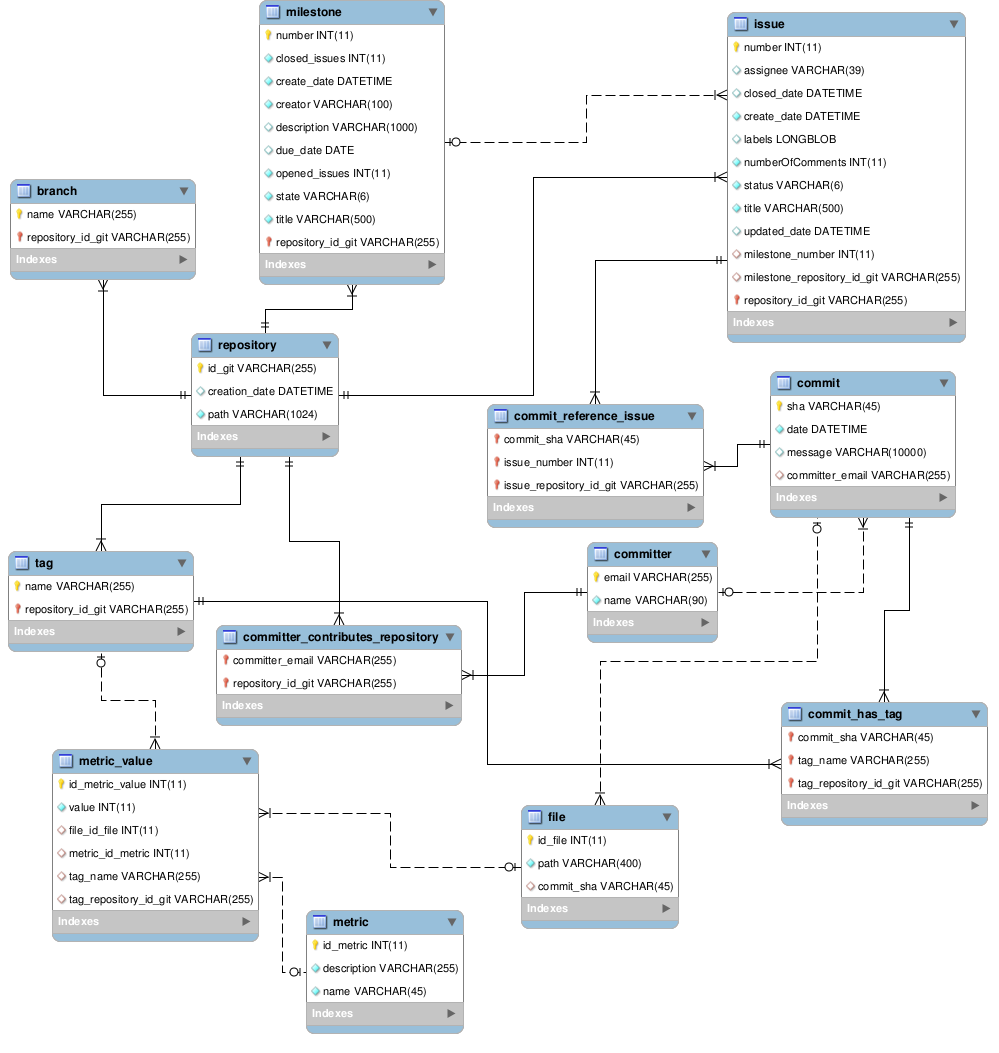 milestone
number INT(11)
closed_issues INT(11)
create_date DATETIME
creator VARCHAR(100)
description VARCHAR(1000)
due_date DATE
opened_issues INT(11)
state VARCHAR(6)
title VARCHAR(500)
repository_id_git VARCHAR(255)
Indexes
issue
number INT(11)
assignee VARCHAR(39)
closed_date DATETIME
create_date DATETIME
labels LONGBLOB
numberOfComments INT(11)
status VARCHAR(6)
title VARCHAR(500)
updated_date DATETIME
milestone_number INT(11)
milestone_repository_id_git VARCHAR(255)
repository_id_git VARCHAR(255)
Indexes
branch
name VARCHAR(255)
repository_id_git VARCHAR(255)
Indexes
repository
id_git VARCHAR(255)
creation_date DATETIME
path VARCHAR(1024)
Indexes
commit_reference_issue
commit_sha VARCHAR(45)
issue_number INT(11)
issue_repository_id_git VARCHAR(255)
Indexes
commit
sha VARCHAR(45)
date DATETIME
message VARCHAR(10000)
committer_email VARCHAR(255)
Indexes
tag
name VARCHAR(255)
repository_id_git VARCHAR(255)
Indexes
committer
email VARCHAR(255)
name VARCHAR(90)
Indexes
committer_contributes_repository
committer_email VARCHAR(255)
repository_id_git VARCHAR(255)
Indexes
commit_has_tag
commit_sha VARCHAR(45)
tag_name VARCHAR(255)
tag_repository_id_git VARCHAR(255)
Indexes
metric_value
id_metric_value INT(11)
value INT(11)
file_id_file INT(11)
metric_id_metric INT(11)
tag_name VARCHAR(255)
tag_repository_id_git VARCHAR(255)
Indexes
file
id_file INT(11)
path VARCHAR(400)
commit_sha VARCHAR(45)
Indexes
metric
id_metric INT(11)
description VARCHAR(255)
name VARCHAR(45)
Indexes